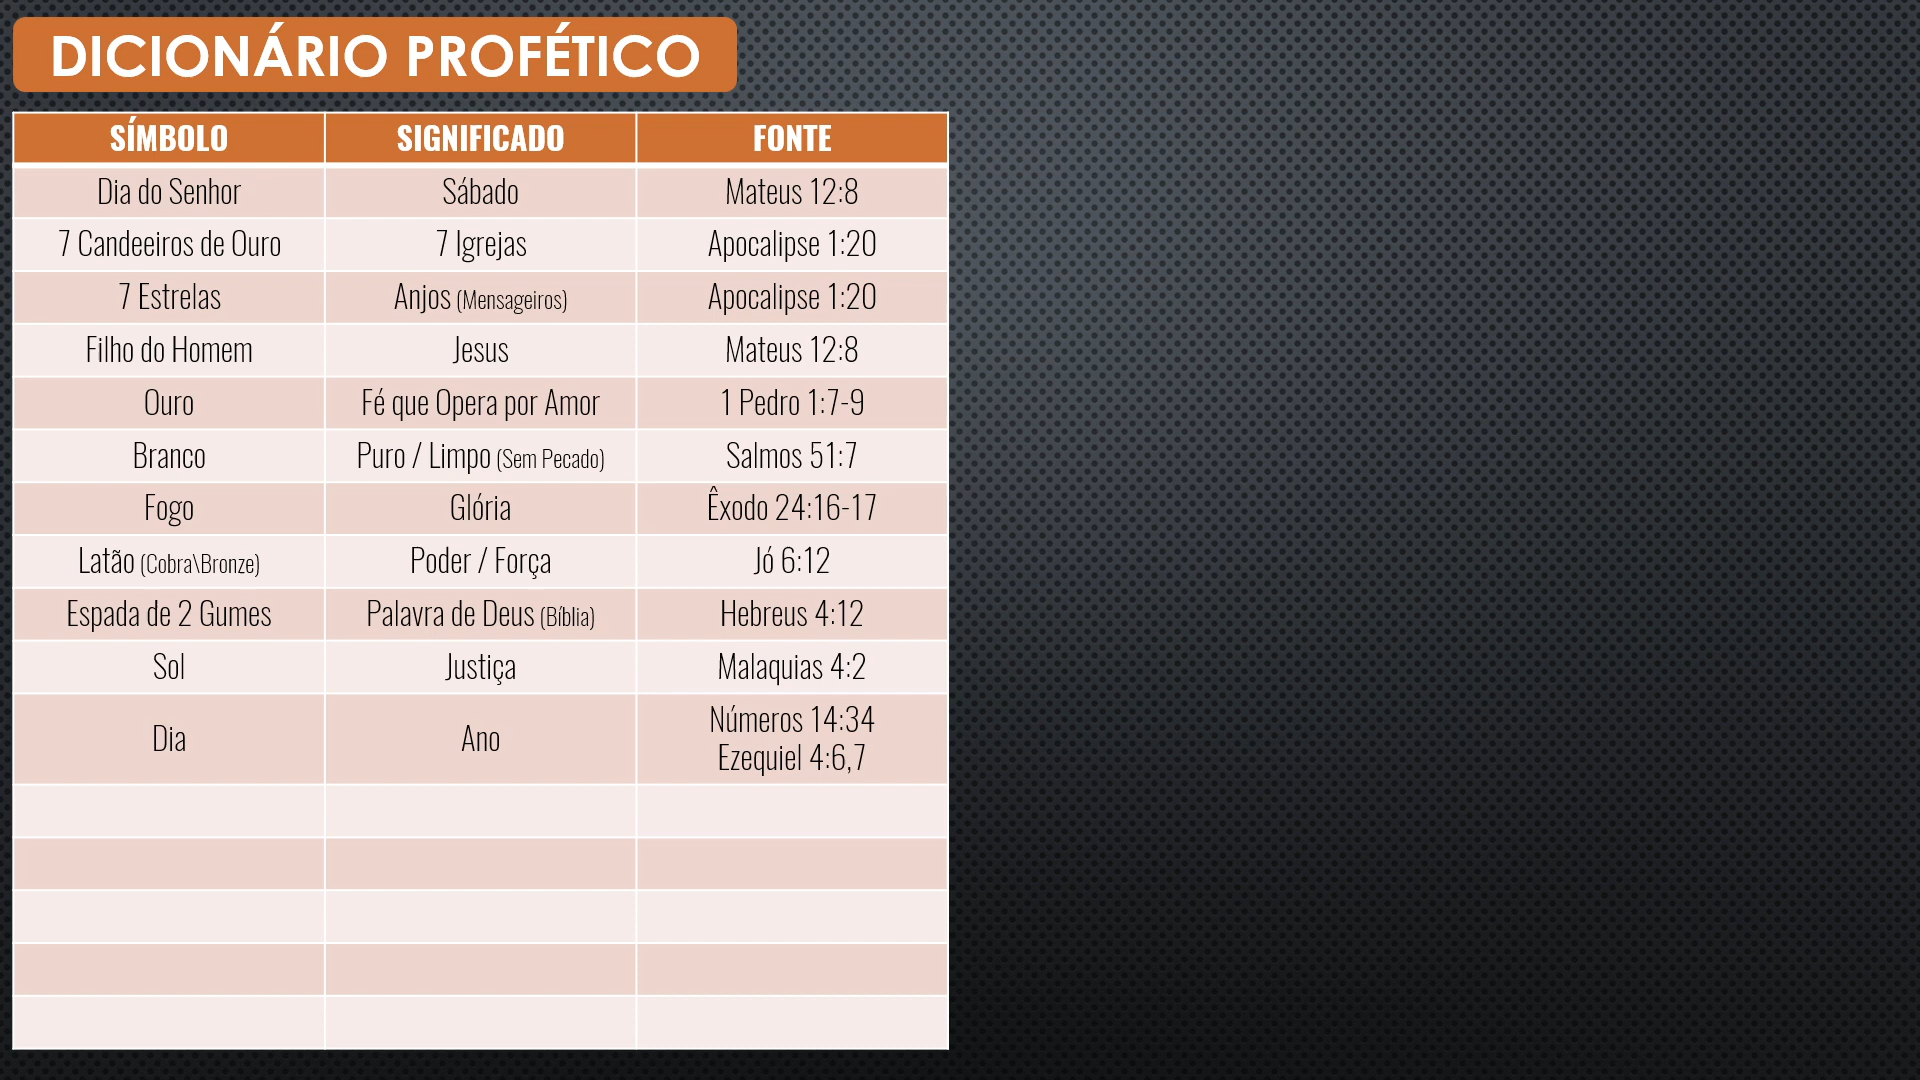 DICIONÁRIO PROFÉTICO
SÍMBOLO SIGNIFICADO FONTE
Dia do Senhor Sábado Mateus 12:8
7 Candeeiros de Ouro 7 Igrejas Apocalipse 1:20
7 Estrelas Anjos (Mensageiros) Apocalipse 1:20
Filho do Homem Jesus Mateus 12:8
Ouro Fé que Opera por Amor 1 Pedro 1:7-9
Branco Puro / Limpo (Sem Pecado) Salmos 51:7
Fogo Glória Êxodo 24:16-17
Latão (Cobra\Bronze) Poder / Força Jó 6:12
Espada de 2 Gumes Palavra de Deus (Bíblia) Hebreus 4:12
Sol Justiça Malaquias 4:2
Dia Ano Números 14:34
Ezequiel 4:6,7